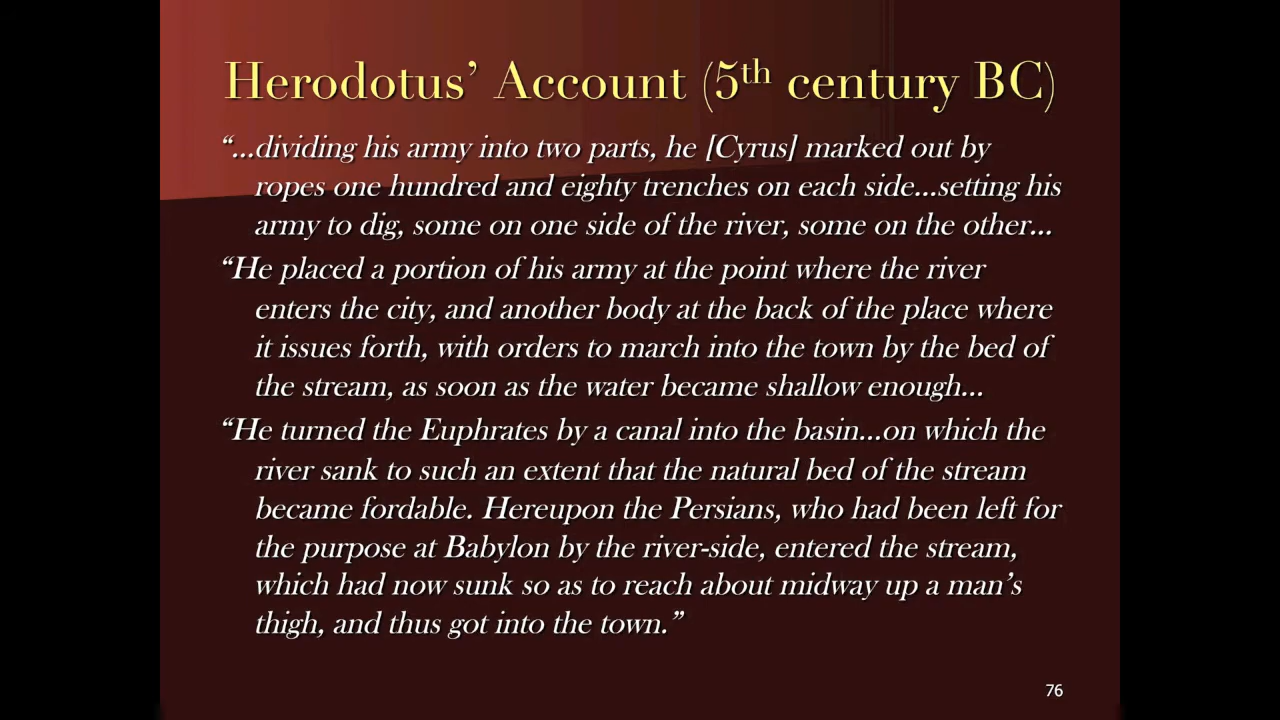 Herodotus’ Account (5th century BC)
“...dividing his army into two parts, he [Cyrus] marked out by
ropes one hundred and eighty trenches on each side...setting his
army to dig, some on one side of the river, some on the other...
“He placed a portion of his army at the point where the river
enters the city, and another body at the back of the place where
it issues forth, with orders to march into the town by the bed of
the stream, as soon as the water became shallow enough...
“He turned the Euphrates by a canal into the basin...on which the
river sank to such an extent that the natural bed of the stream
became fordable. Hereupon the Persians, who had been left for
the purpose at Babylon by the river-side, entered the stream,
which had now sunk so as to reach about midway up a man’s
thigh, and thus got into the town.”
76